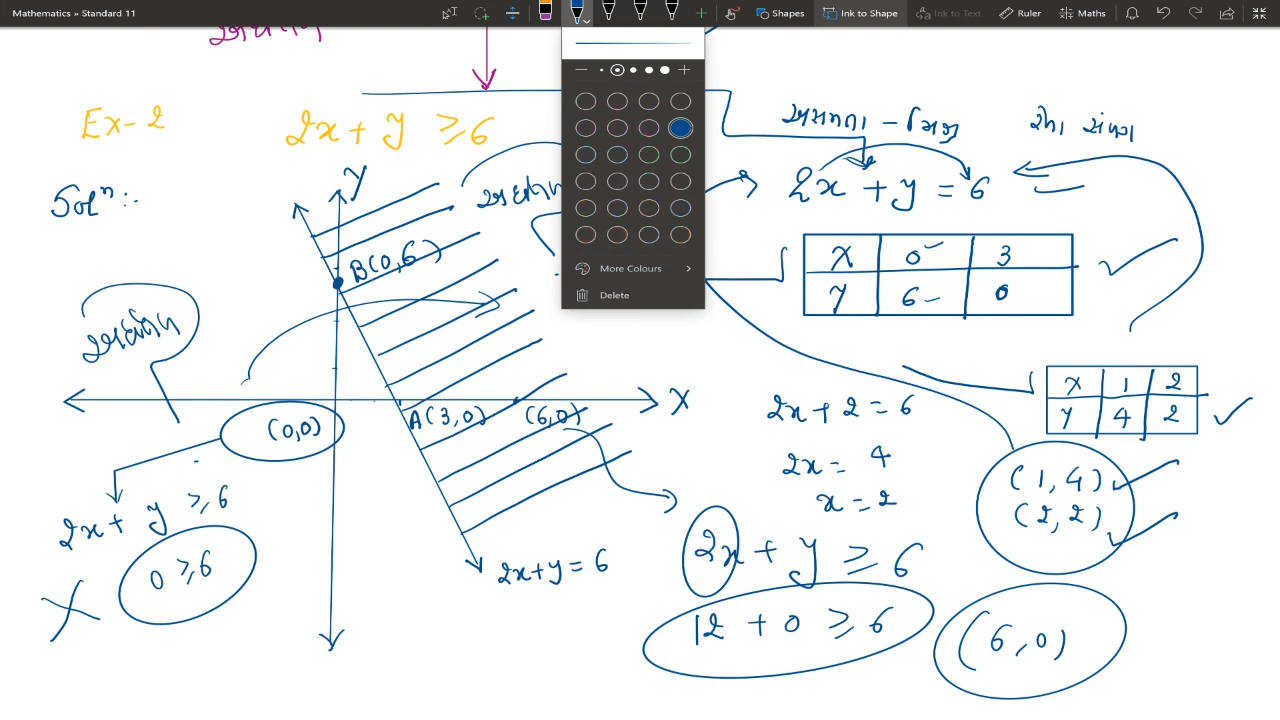 Mathematics » Standard 11
Shapes
Ink to Shape
Ink to Text
Ruler
Maths
Ex-2
2x + y ≥ 6
Solⁿ:-
2x + y = 6
x 0 3
y 6 0
More Colours
Delete
y
B(0,6)
A(3,0)
(6,0)
X
(0,0)
2x + y ≥ 6
0 ≥ 6
2x+y = 6
x 1 2
y 4 2
2x + 2 = 6
2x = 4
x = 2
(1,4)
(2,2)
2x + y ≥ 6
12 + 0 ≥ 6
(6,0)